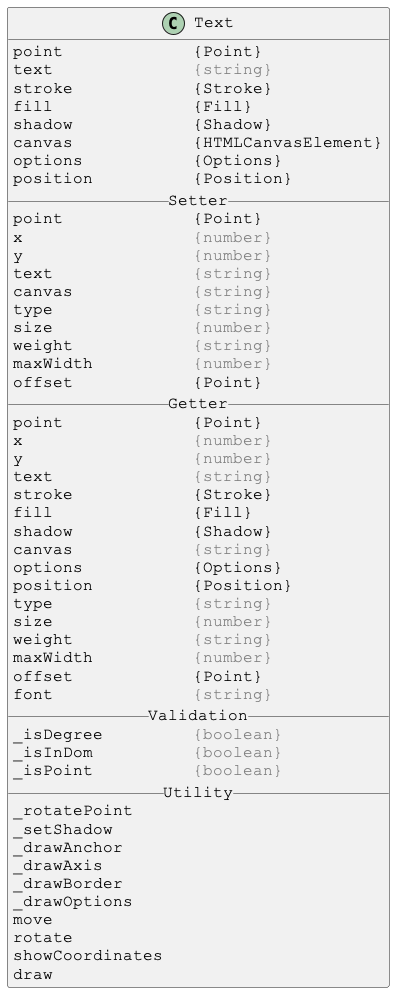 C Text
point {Point}
text {string}
stroke {Stroke}
fill {Fill}
shadow {Shadow}
canvas {HTMLCanvasElement}
options {Options}
position {Position}
Setter
point {Point}
x {number}
y {number}
text {string}
canvas {string}
type {string}
size {number}
weight {string}
maxWidth {number}
offset {Point}
Getter
point {Point}
x {number}
y {number}
text {string}
stroke {Stroke}
fill {Fill}
shadow {Shadow}
canvas {string}
options {Options}
position {Position}
type {string}
size {number}
weight {string}
maxWidth {number}
offset {Point}
font {string}
Validation
_isDegree {boolean}
_isInDom {boolean}
_isPoint {boolean}
Utility
_rotatePoint
_setShadow
_drawAnchor
_drawAxis
_drawBorder
_drawOptions
move
rotate
showCoordinates
draw